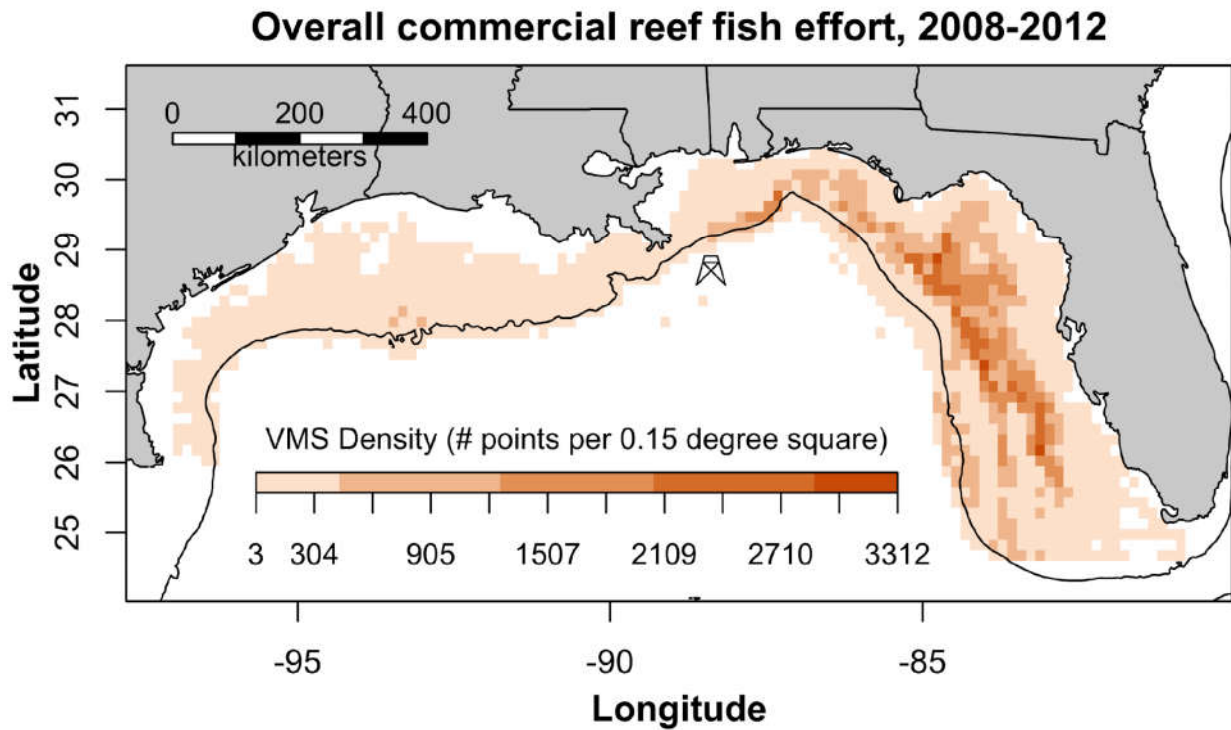 Overall commercial reef fish effort, 2008-2012
0 200 400
kilometers
31
30
29
28
27
26
25
Latitude
VMS Density (# points per 0.15 degree square)
3 304 905 1507 2109 2710 3312
-95 -90 -85
Longitude